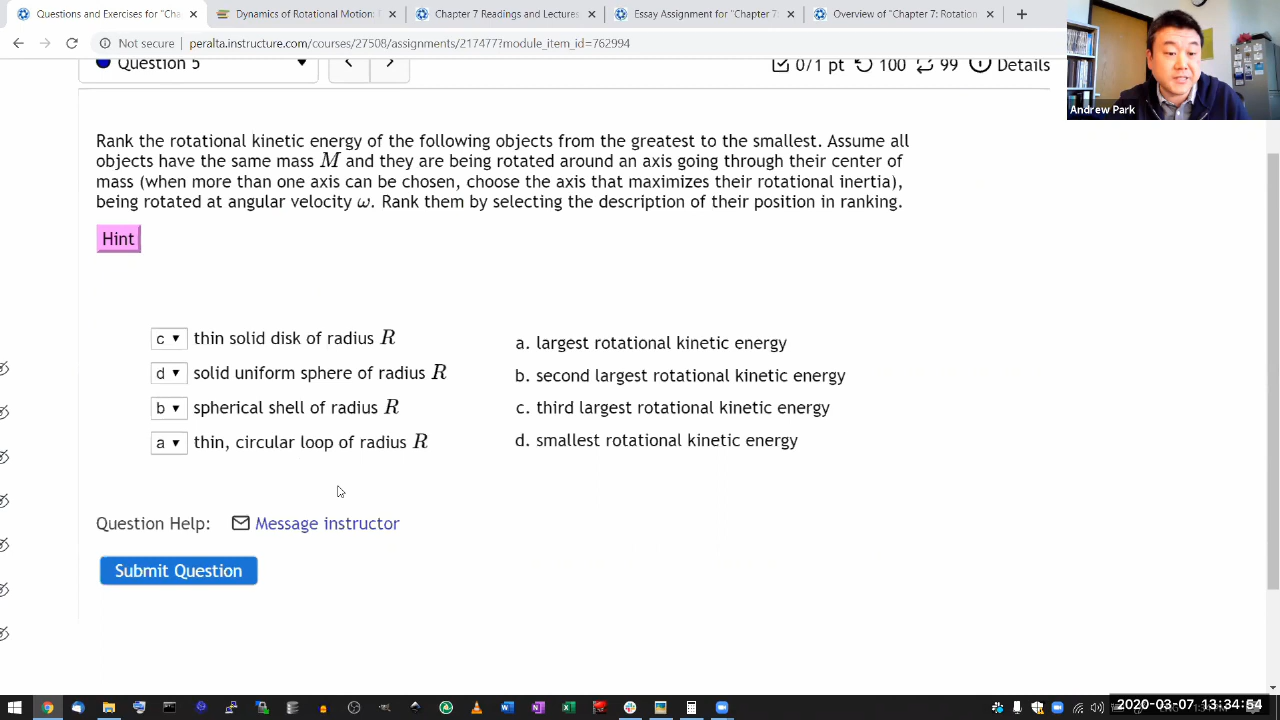 Questions and Exercises for "Cha
Dynamics of Rotational Motion
Chapter 7 Readings and Lectures
Essay Assignment for "Chapter 7:
Overview of "Chapter 7: Rotation
Not secure | peralta.instructure.com/courses/27087/assignments/217477?module_item_id=762994
Question 5
0/1 pt 100 99 Details
Andrew Park
Rank the rotational kinetic energy of the following objects from the greatest to the smallest. Assume all
objects have the same mass M and they are being rotated around an axis going through their center of
mass (when more than one axis can be chosen, choose the axis that maximizes their rotational inertia),
being rotated at angular velocity ω. Rank them by selecting the description of their position in ranking.
Hint
c thin solid disk of radius R
d solid uniform sphere of radius R
b spherical shell of radius R
a thin, circular loop of radius R
a. largest rotational kinetic energy
b. second largest rotational kinetic energy
c. third largest rotational kinetic energy
d. smallest rotational kinetic energy
Question Help: Message instructor
Submit Question
2020-03-07 13:34:54